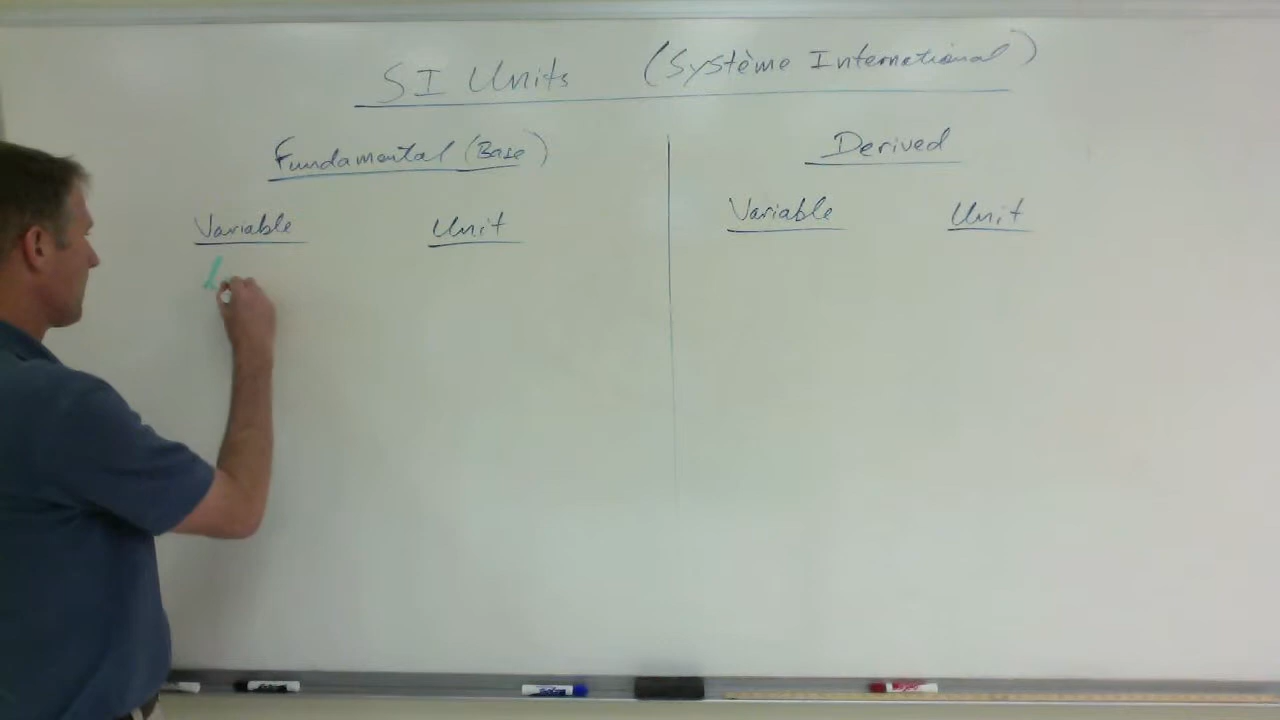 SI Units (Système International)
Fundamental (Base)
Derived
Variable Unit
Variable Unit